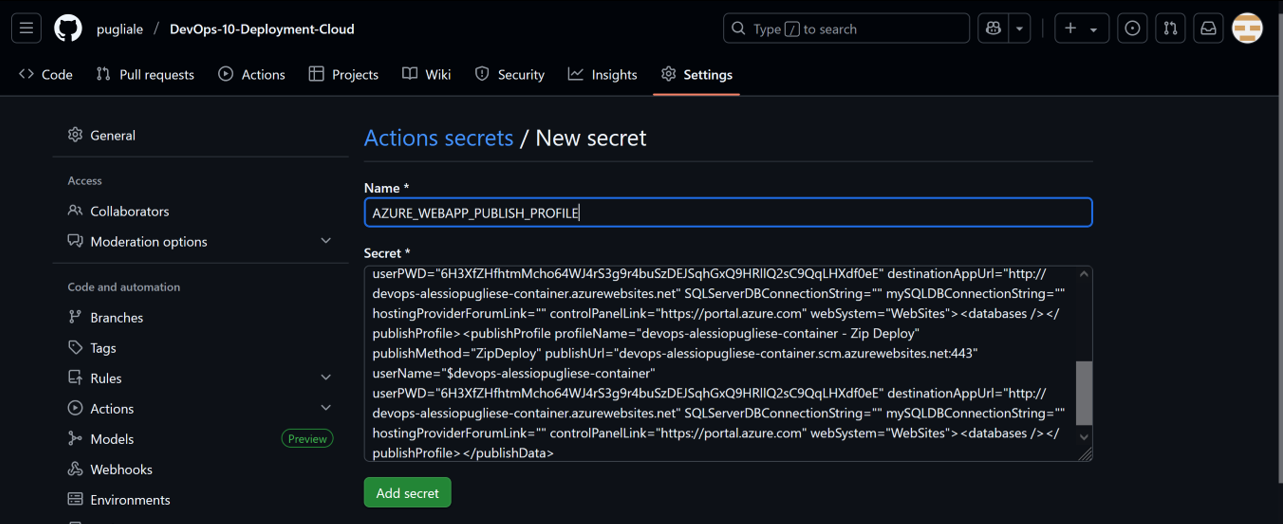 pugliale / DevOps-10-Deployment-Cloud
Type / to search
Code Pull requests Actions Projects Wiki Security Insights Settings
General
Access
Collaborators
Moderation options
Code and automation
Branches
Tags
Rules
Actions
Models Preview
Webhooks
Environments
Actions secrets / New secret
Name *
AZURE_WEBAPP_PUBLISH_PROFILE
Secret *
destinationAppUrl="http://
devops-alessiopugliese-container.azurewebsites.net" SQLServerDBConnectionString="" mySQLDBConnectionString=""
hostingProviderForumLink="" controlPanelLink="https://portal.azure.com" webSystem="WebSites"><databases /></
publishProfile><publishProfile profileName="devops-alessiopugliese-container - Zip Deploy"
publishMethod="ZipDeploy" publishUrl="devops-alessiopugliese-container.scm.azurewebsites.net:443"
userName="$devops-alessiopugliese-container"
destinationAppUrl="http://
devops-alessiopugliese-container.azurewebsites.net" SQLServerDBConnectionString="" mySQLDBConnectionString=""
hostingProviderForumLink="" controlPanelLink="https://portal.azure.com" webSystem="WebSites"><databases /></
publishProfile></publishData>
Add secret